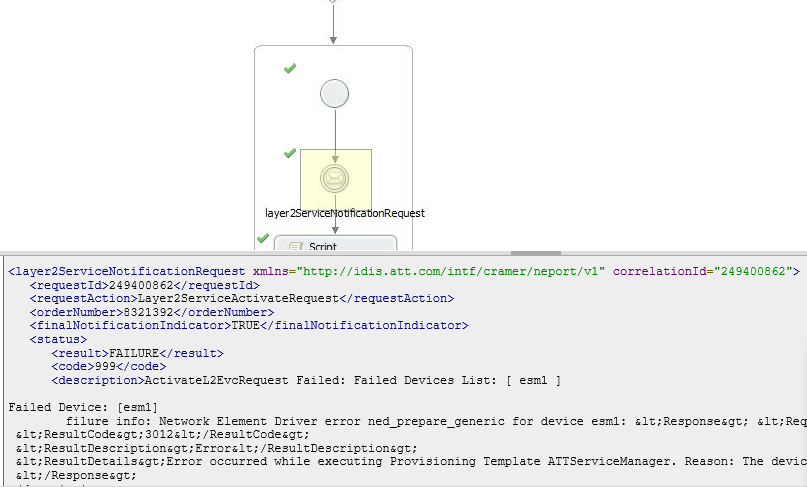 layer2ServiceNotificationRequest
Script
<layer2ServiceNotificationRequest xmlns="http://idis.att.com/intf/cramer/neport/v1" correlationId="249400862">
<requestId>249400862</requestId>
<requestAction>Layer2ServiceActivateRequest</requestAction>
<orderNumber>8321392</orderNumber>
<finalNotificationIndicator>TRUE</finalNotificationIndicator>
<status>
<result>FAILURE</result>
<code>999</code>
<description>ActivateL2EvcRequest Failed: Failed Devices List: [ esm1 ]
Failed Device: [esm1]
filure info: Network Element Driver error ned_prepare_generic for device esm1: &lt;Response&gt; &lt;Req
&lt;ResultCode&gt;3012&lt;/ResultCode&gt;
&lt;ResultDescription&gt;Error&lt;/ResultDescription&gt;
&lt;ResultDetails&gt;Error occurred while executing Provisioning Template ATTServiceManager. Reason: The devic
&lt;/Response&gt;